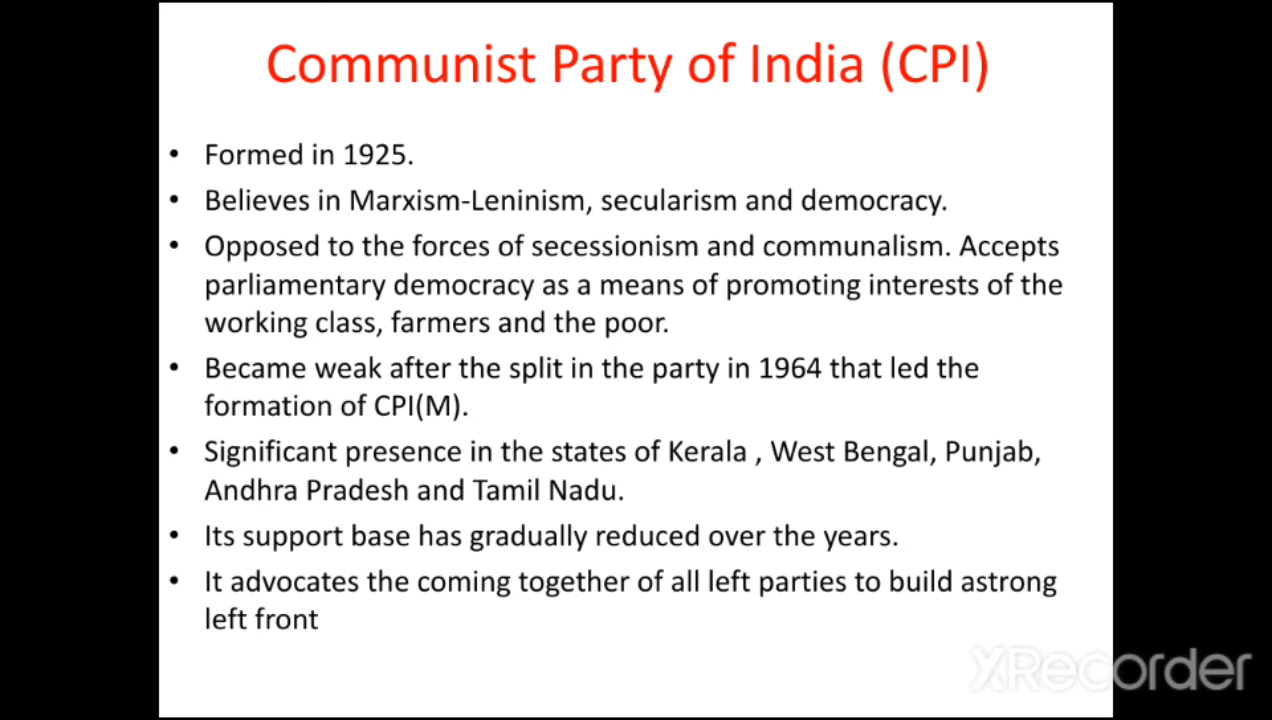 Communist Party of India (CPI)
• Formed in 1925.
• Believes in Marxism-Leninism, secularism and democracy.
• Opposed to the forces of secessionism and communalism. Accepts
parliamentary democracy as a means of promoting interests of the
working class, farmers and the poor.
• Became weak after the split in the party in 1964 that led the
formation of CPI(M).
• Significant presence in the states of Kerala , West Bengal, Punjab,
Andhra Pradesh and Tamil Nadu.
• Its support base has gradually reduced over the years.
• It advocates the coming together of all left parties to build astrong
left front
XRecorder